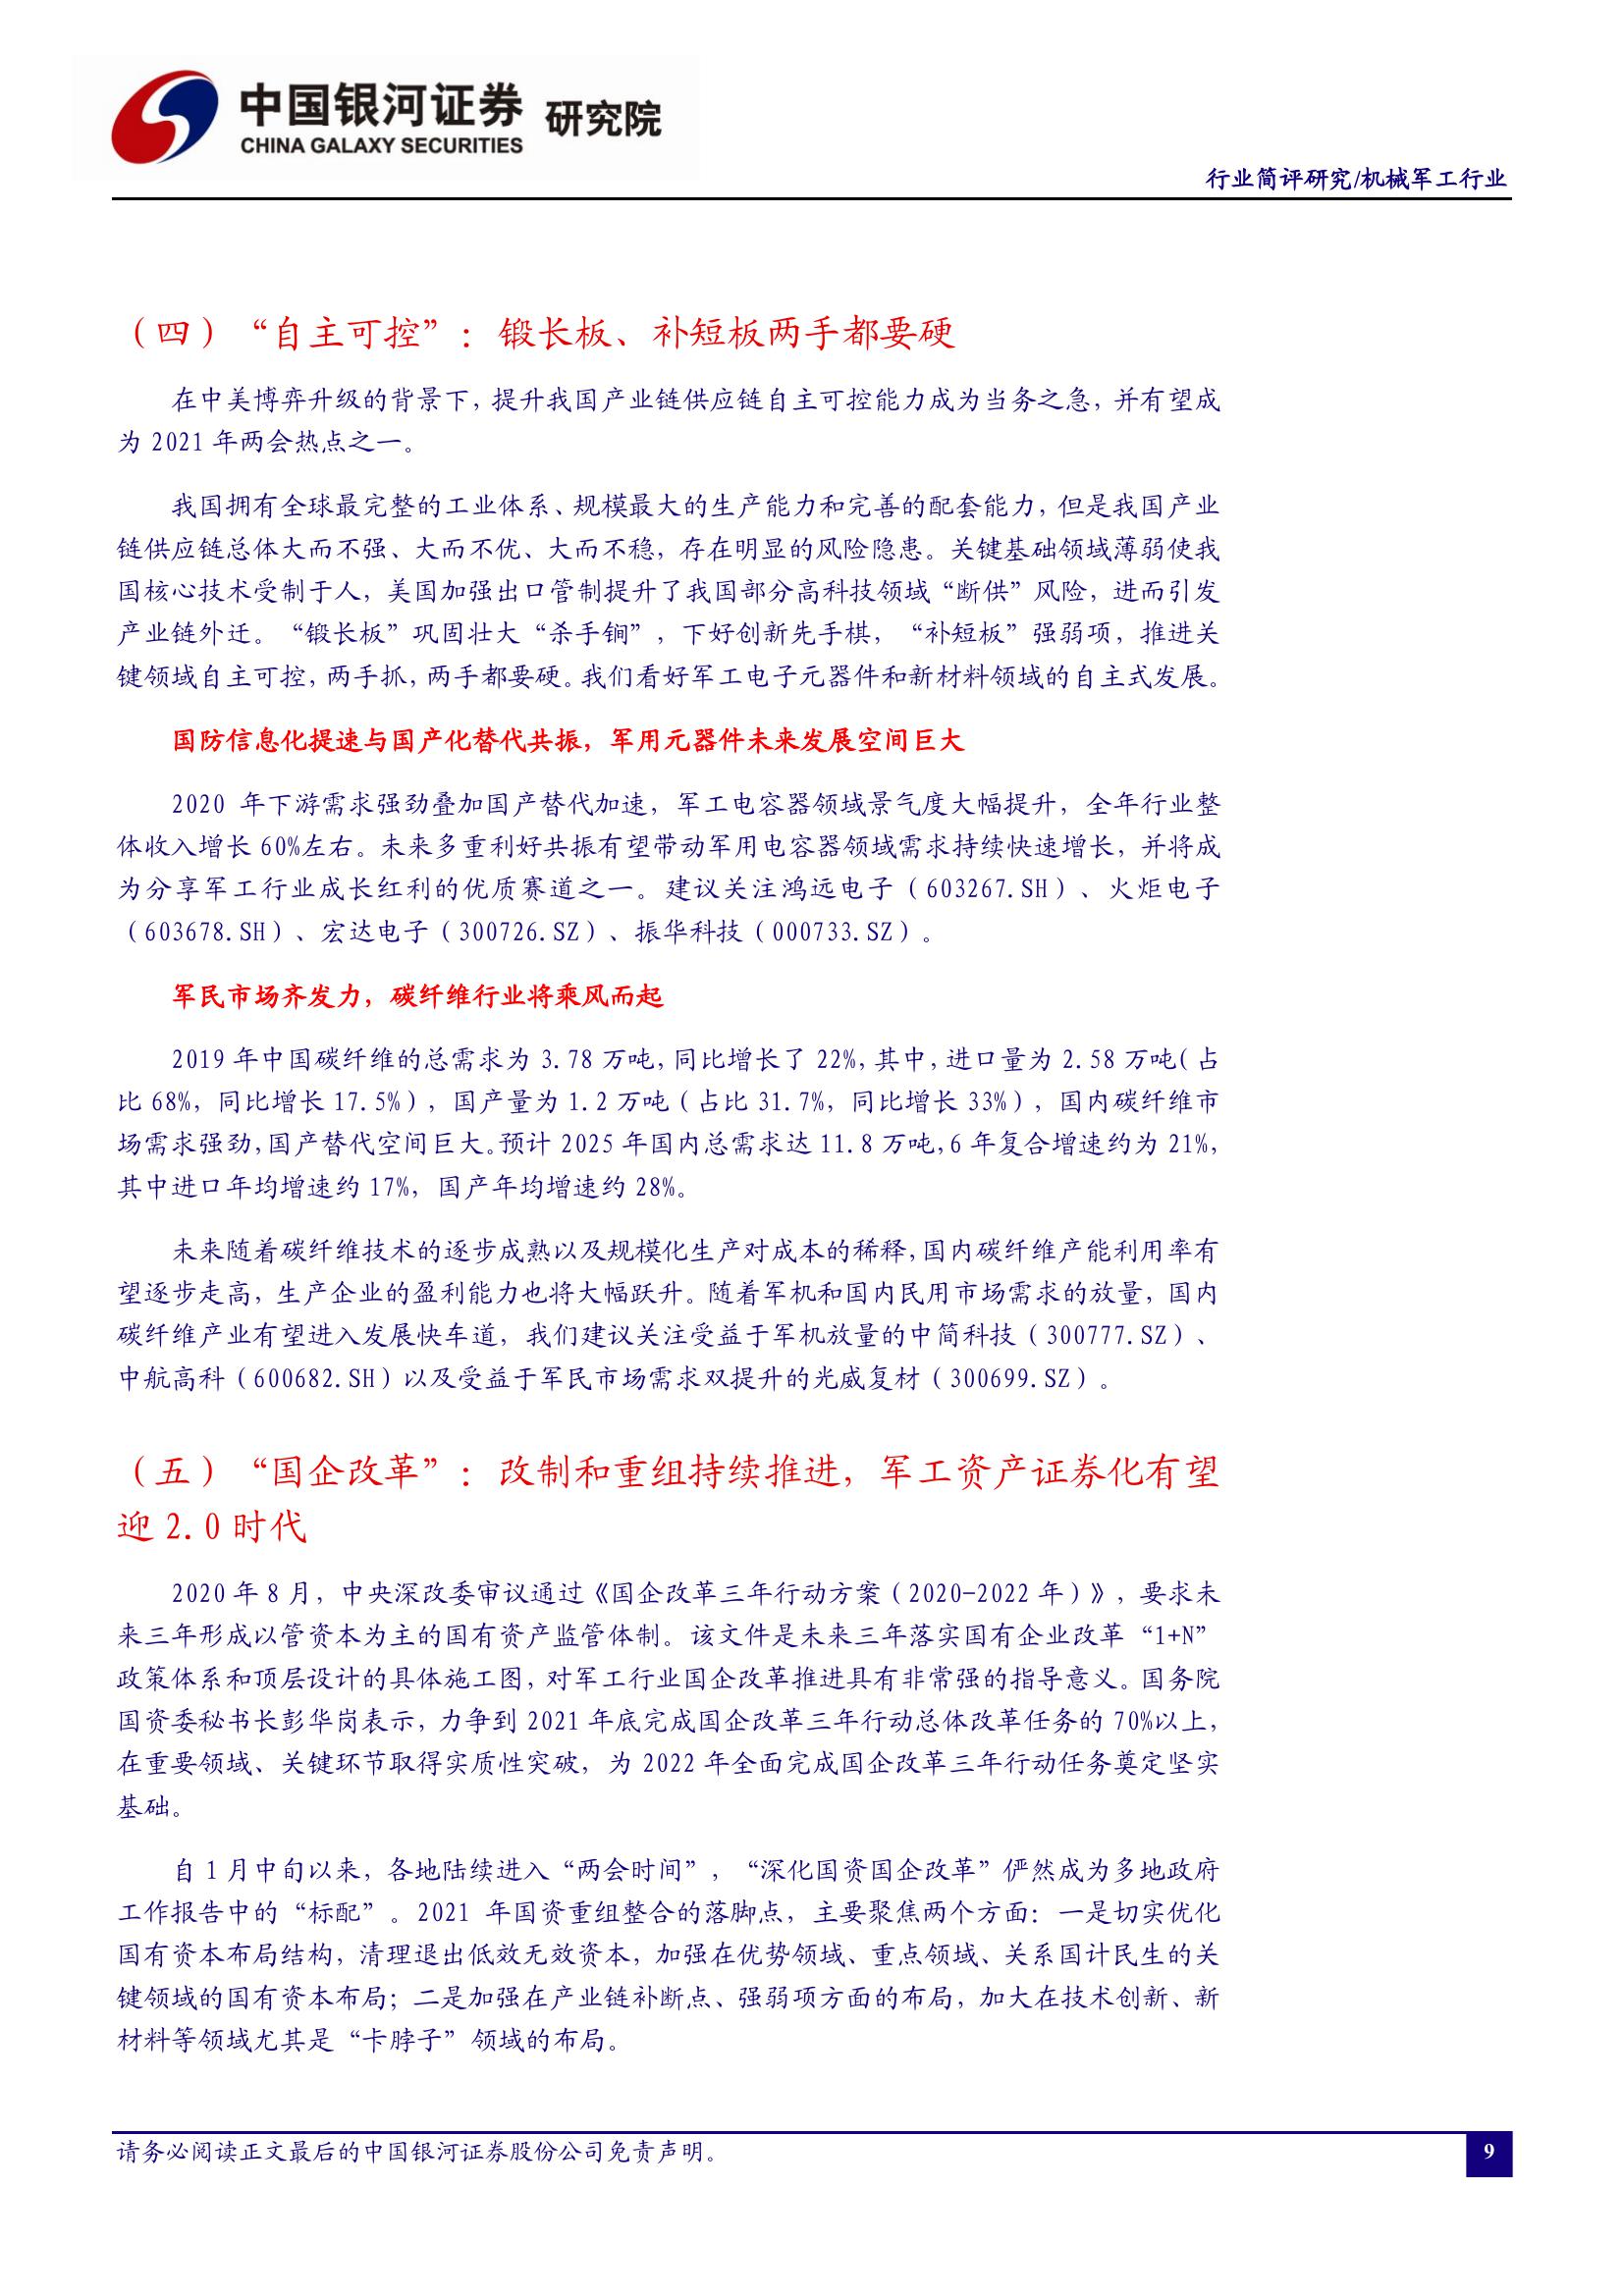 中国银河证券 研究院
CHINA GALAXY SECURITIES
行业简评研究/机械军工行业
（四）“自主可控”：锻长板、补短板两手都要硬
在中美博弈升级的背景下，提升我国产业链供应链自主可控能力成为当务之急，并有望成
为 2021 年两会热点之一。
我国拥有全球最完整的工业体系、规模最大的生产能力和完善的配套能力，但是我国产业
链供应链总体大而不强、大而不优、大而不稳，存在明显的风险隐患。关键基础领域薄弱使我
国核心技术受制于人，美国加强出口管制提升了我国部分高科技领域“断供”风险，进而引发
产业链外迁。“锻长板”巩固壮大“杀手锏”，下好创新先手棋，“补短板”强弱项，推进关
键领域自主可控，两手抓，两手都要硬。我们看好军工电子元器件和新材料领域的自主式发展。
国防信息化提速与国产化替代共振，军用元器件未来发展空间巨大
2020 年下游需求强劲叠加国产替代加速，军工电容器领域景气度大幅提升，全年行业整
体收入增长 60%左右。未来多重利好共振有望带动军用电容器领域需求持续快速增长，并将成
为分享军工行业成长红利的优质赛道之一。建议关注鸿远电子（603267.SH）、火炬电子
（603678.SH）、宏达电子（300726.SZ）、振华科技（000733.SZ）。
军民市场齐发力，碳纤维行业将乘风而起
2019 年中国碳纤维的总需求为 3.78 万吨，同比增长了 22%，其中，进口量为 2.58 万吨（占
比 68%，同比增长 17.5%），国产量为 1.2 万吨（占比 31.7%，同比增长 33%），国内碳纤维市
场需求强劲，国产替代空间巨大。预计 2025 年国内总需求达 11.8 万吨，6 年复合增速约为 21%，
其中进口年均增速约 17%，国产年均增速约 28%。
未来随着碳纤维技术的逐步成熟以及规模化生产对成本的稀释，国内碳纤维产能利用率有
望逐步走高，生产企业的盈利能力也将大幅跃升。随着军机和国内民用市场需求的放量，国内
碳纤维产业有望进入发展快车道，我们建议关注受益于军机放量的中简科技（300777.SZ）、
中航高科（600682.SH）以及受益于军民市场需求双提升的光威复材（300699.SZ）。
（五）“国企改革”：改制和重组持续推进，军工资产证券化有望
迎 2.0 时代
2020 年 8 月，中央深改委审议通过《国企改革三年行动方案（2020-2022 年）》，要求未
来三年形成以管资本为主的国有资产监管体制。该文件是未来三年落实国有企业改革“1+N”
政策体系和顶层设计的具体施工图，对军工行业国企改革推进具有非常强的指导意义。国务院
国资委秘书长彭华岗表示，力争到 2021 年底完成国企改革三年行动总体改革任务的 70%以上，
在重要领域、关键环节取得实质性突破，为 2022 年全面完成国企改革三年行动任务奠定坚实
基础。
自 1 月中旬以来，各地陆续进入“两会时间”，“深化国资国企改革”俨然成为多地政府
工作报告中的“标配”。2021 年国资重组整合的落脚点，主要聚焦两个方面：一是切实优化
国有资本布局结构，清理退出低效无效资本，加强在优势领域、重点领域、关系国计民生的关
键领域的国有资本布局；二是加强在产业链补断点、强弱项方面的布局，加大在技术创新、新
材料等领域尤其是“卡脖子”领域的布局。
请务必阅读正文最后的中国银河证券股份公司免责声明。
9